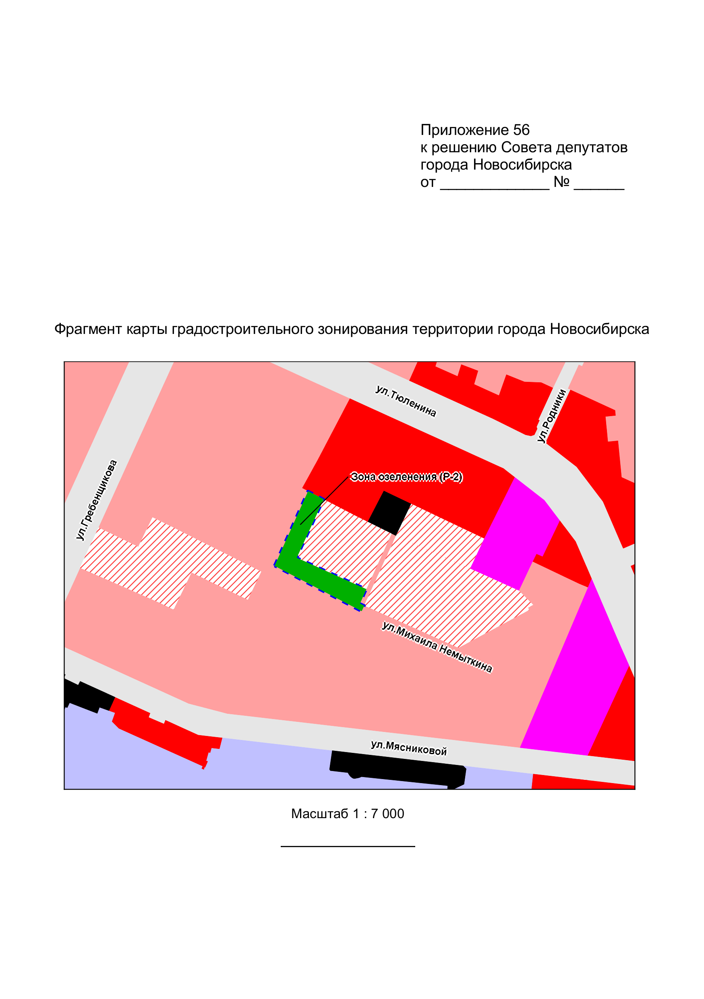 Приложение 56
к решению Совета депутатов
города Новосибирска
от _____________ № ______
Фрагмент карты градостроительного зонирования территории города Новосибирска
ул.Тюленина
ул.Родники
ул.Гребенщикова
Зона озеленения (Р-2)
ул.Михаила Немыткина
ул.Мясниковой
Масштаб 1 : 7 000